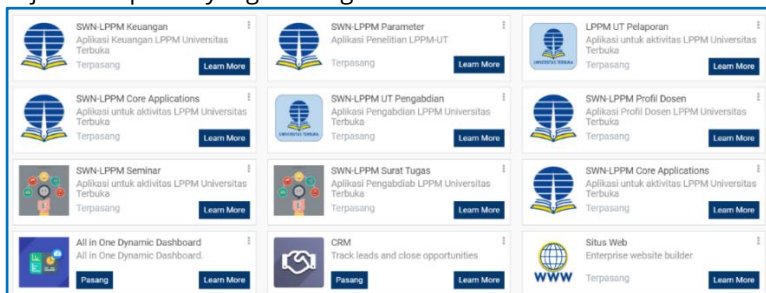 SWN-LPPM Keuangan
Aplikasi Keuangan LPPM Universitas
Terbuka
Terpasang
Learn More
SWN-LPPM Parameter
Aplikasi Penelitian LPPM-UT
Terpasang
Learn More
LPPM UT Pelaporan
Aplikasi untuk aktivitas LPPM Universitas
Terbuka
Terpasang
Learn More
UNIVERSITAS TERBUKA
SWN-LPPM Core Applications
Aplikasi untuk aktivitas LPPM Universitas
Terbuka
Terpasang
Learn More
SWN-LPPM UT Pengabdian
Aplikasi Pengabdian LPPM Universitas
Terbuka
Terpasang
Learn More
UNIVERSITAS TERBUKA
SWN-LPPM Profil Dosen
Aplikasi Profil Dosen LPPM Universitas
Terbuka
Terpasang
Learn More
SWN-LPPM Seminar
Aplikasi untuk aktivitas LPPM Universitas
Terbuka
Terpasang
Learn More
SWN-LPPM Surat Tugas
Aplikasi Pengabdiab LPPM Universitas
Terbuka
Terpasang
Learn More
SWN-LPPM Core Applications
Aplikasi untuk aktivitas LPPM Universitas
Terbuka
Terpasang
Learn More
All in One Dynamic Dashboard
All in One Dynamic Dashboard.
Pasang
Learn More
CRM
Track leads and close opportunities
Pasang
Learn More
Situs Web
Enterprise website builder
WWW
Terpasang
Learn More